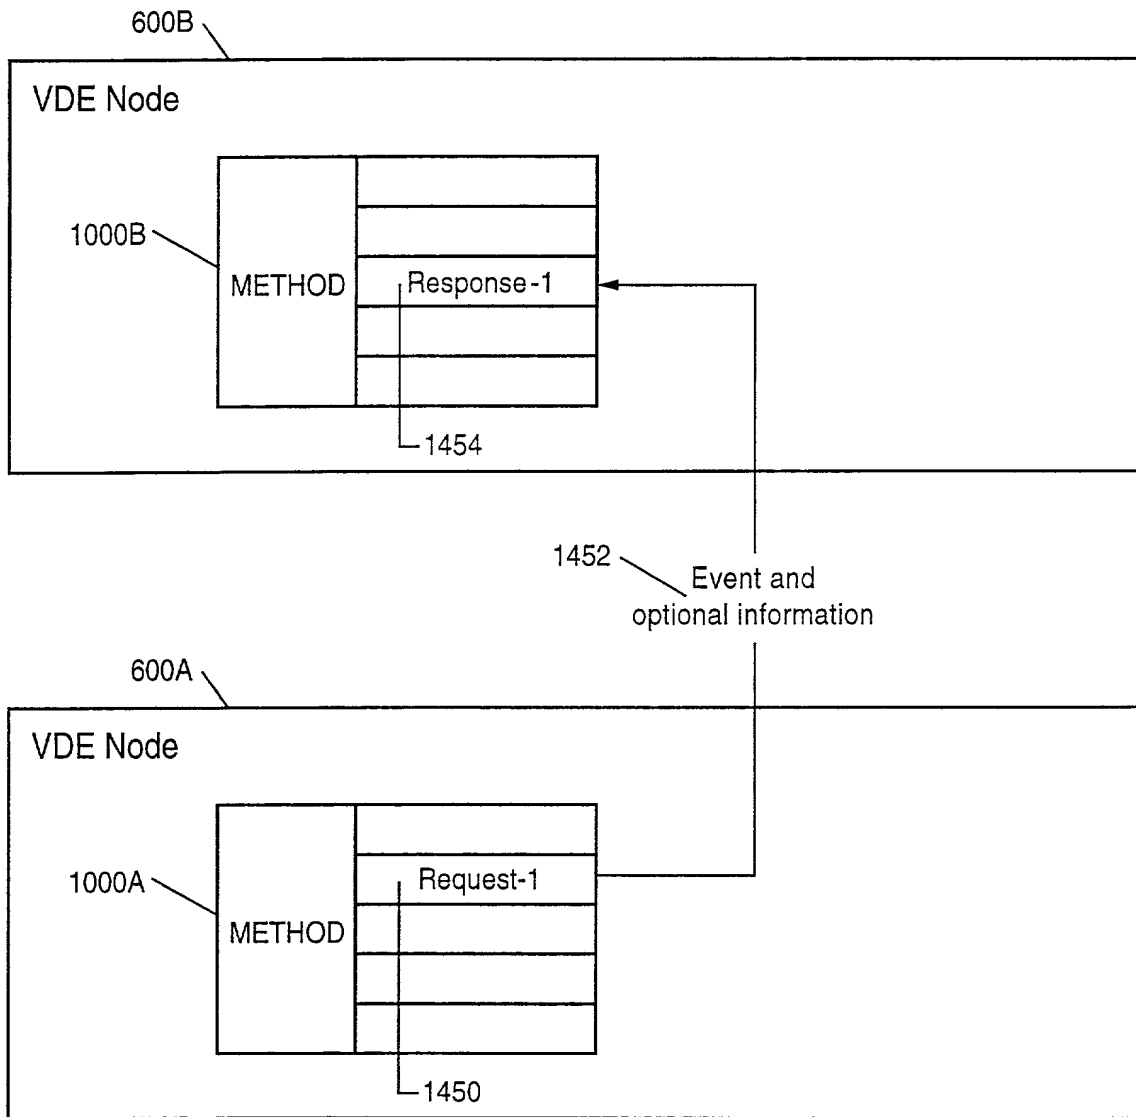 600B
VDE Node
1000B
METHOD
Response-1
1454
1452
Event and
optional information
600A
VDE Node
1000A
Request-1
METHOD
1450